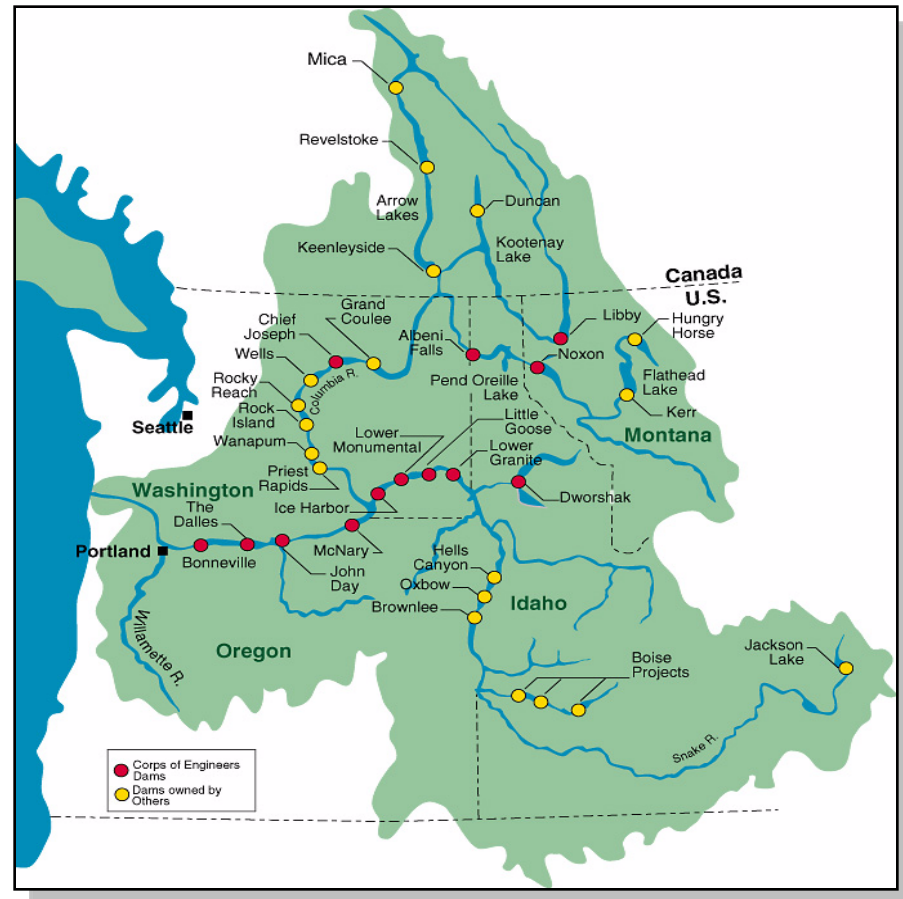 Mica
Revelstoke
Arrow
Lakes
Duncan
Keenleyside
Kootenay
Lake
Canada
U.S.
Grand
Coulee
Chief
Joseph
Wells
Rocky
Reach
Rock
Island
Wanapum
Priest
Rapids
Columbia R.
Albeni
Falls
Libby
Hungry
Horse
Noxon
Pend Oreille
Lake
Flathead
Lake
Kerr
Montana
Seattle
Lower
Monumental
Little
Goose
Lower
Granite
Dworshak
Ice Harbor
Washington
The
Dalles
Portland
Bonneville
McNary
John
Day
Hells
Canyon
Oxbow
Brownlee
Idaho
Willamette R.
Oregon
Boise
Projects
Jackson
Lake
Snake R.
Corps of Engineers
Dams
Dams owned by
Others